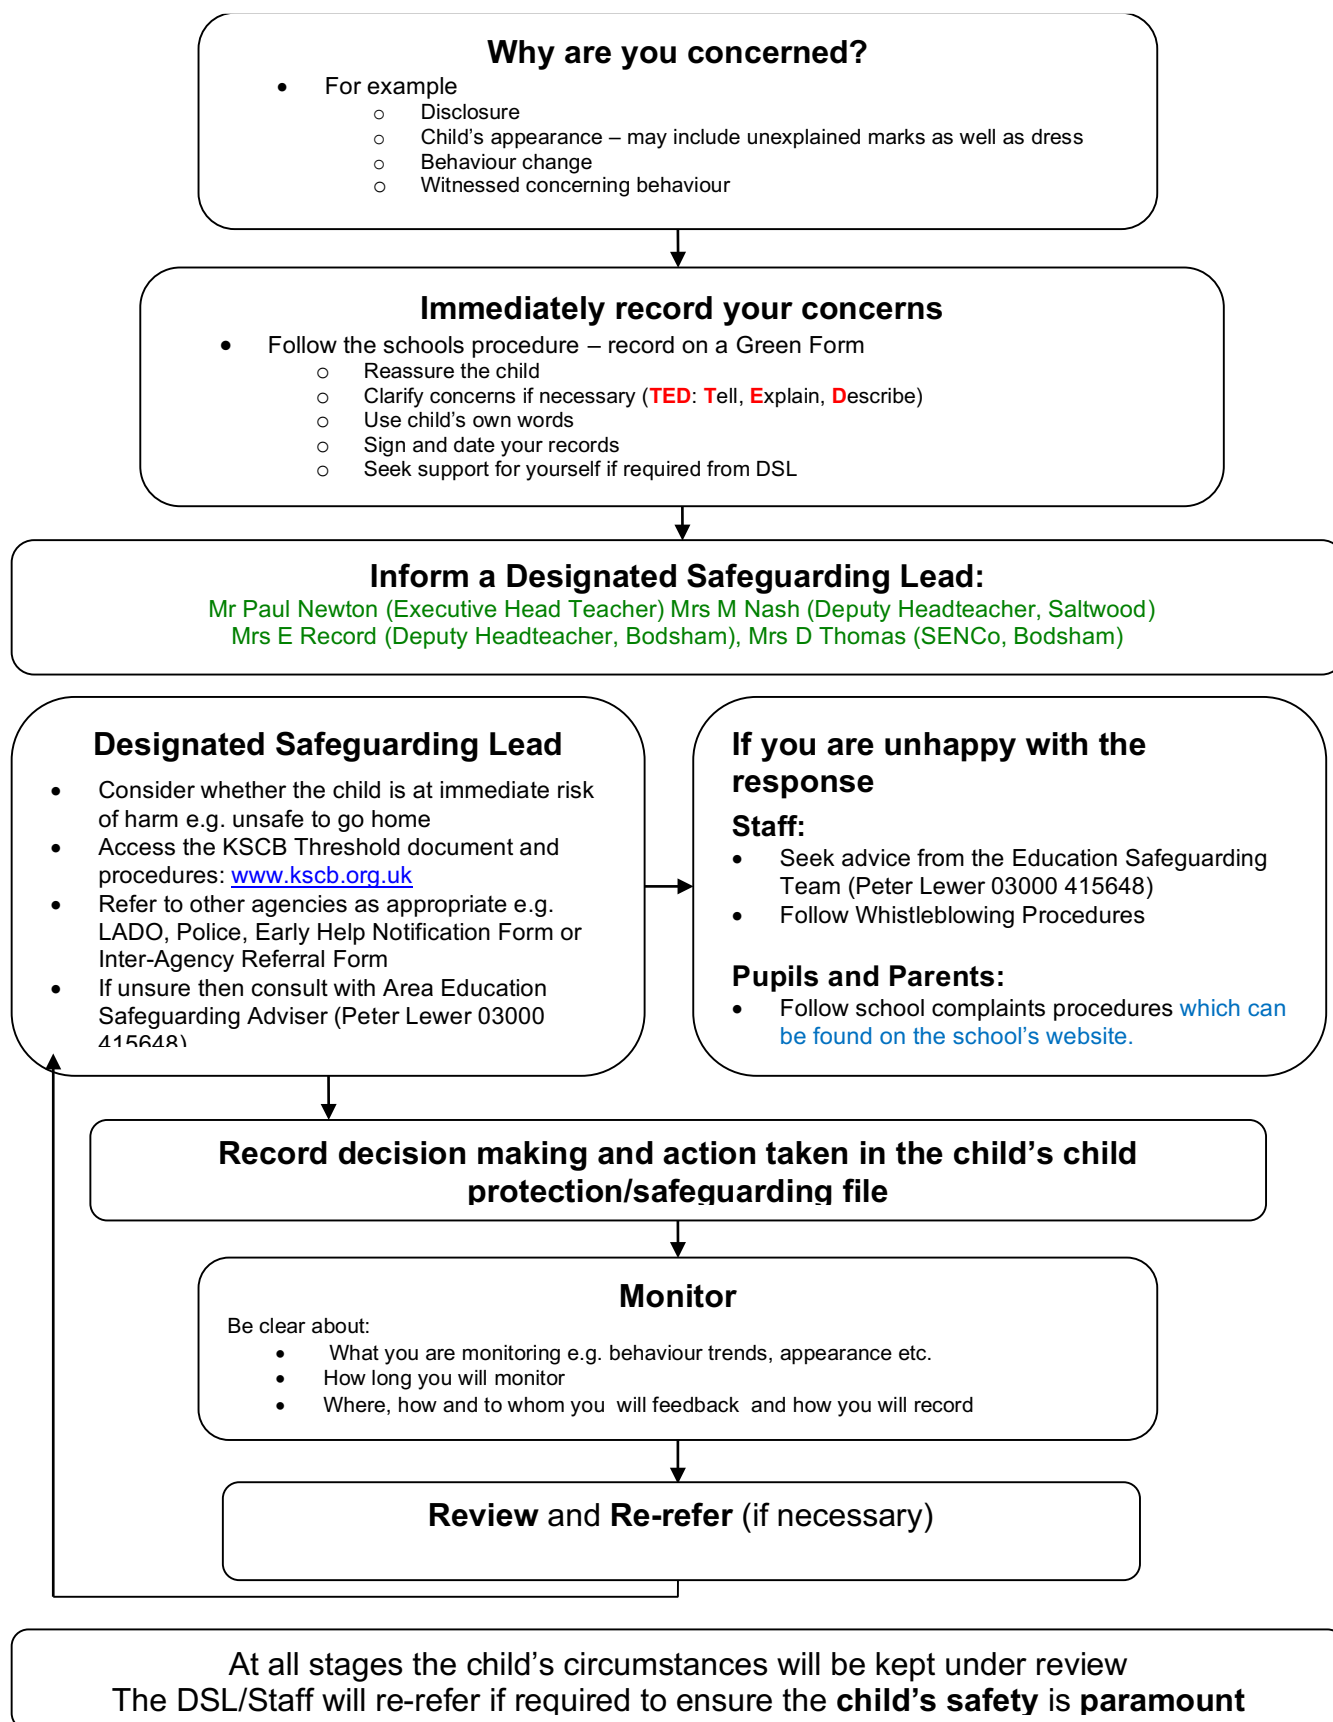 Why are you concerned?
• For example
o Disclosure
o Child’s appearance – may include unexplained marks as well as dress
o Behaviour change
o Witnessed concerning behaviour
Immediately record your concerns
• Follow the schools procedure – record on a Green Form
o Reassure the child
o Clarify concerns if necessary (TED: Tell, Explain, Describe)
o Use child’s own words
o Sign and date your records
o Seek support for yourself if required from DSL
Inform a Designated Safeguarding Lead:
Mr Paul Newton (Executive Head Teacher) Mrs M Nash (Deputy Headteacher, Saltwood)
Mrs E Record (Deputy Headteacher, Bodsham), Mrs D Thomas (SENCo, Bodsham)
Designated Safeguarding Lead
• Consider whether the child is at immediate risk
of harm e.g. unsafe to go home
• Access the KSCB Threshold document and
procedures: www.kscb.org.uk
• Refer to other agencies as appropriate e.g.
LADO, Police, Early Help Notification Form or
Inter-Agency Referral Form
• If unsure then consult with Area Education
Safeguarding Adviser (Peter Lewer 03000
415648)
If you are unhappy with the
response
Staff:
• Seek advice from the Education Safeguarding
Team (Peter Lewer 03000 415648)
• Follow Whistleblowing Procedures
Pupils and Parents:
• Follow school complaints procedures which can
be found on the school’s website.
Record decision making and action taken in the child’s child
protection/safeguarding file
Monitor
Be clear about:
• What you are monitoring e.g. behaviour trends, appearance etc.
• How long you will monitor
• Where, how and to whom you will feedback and how you will record
Review and Re-refer (if necessary)
At all stages the child’s circumstances will be kept under review
The DSL/Staff will re-refer if required to ensure the child’s safety is paramount